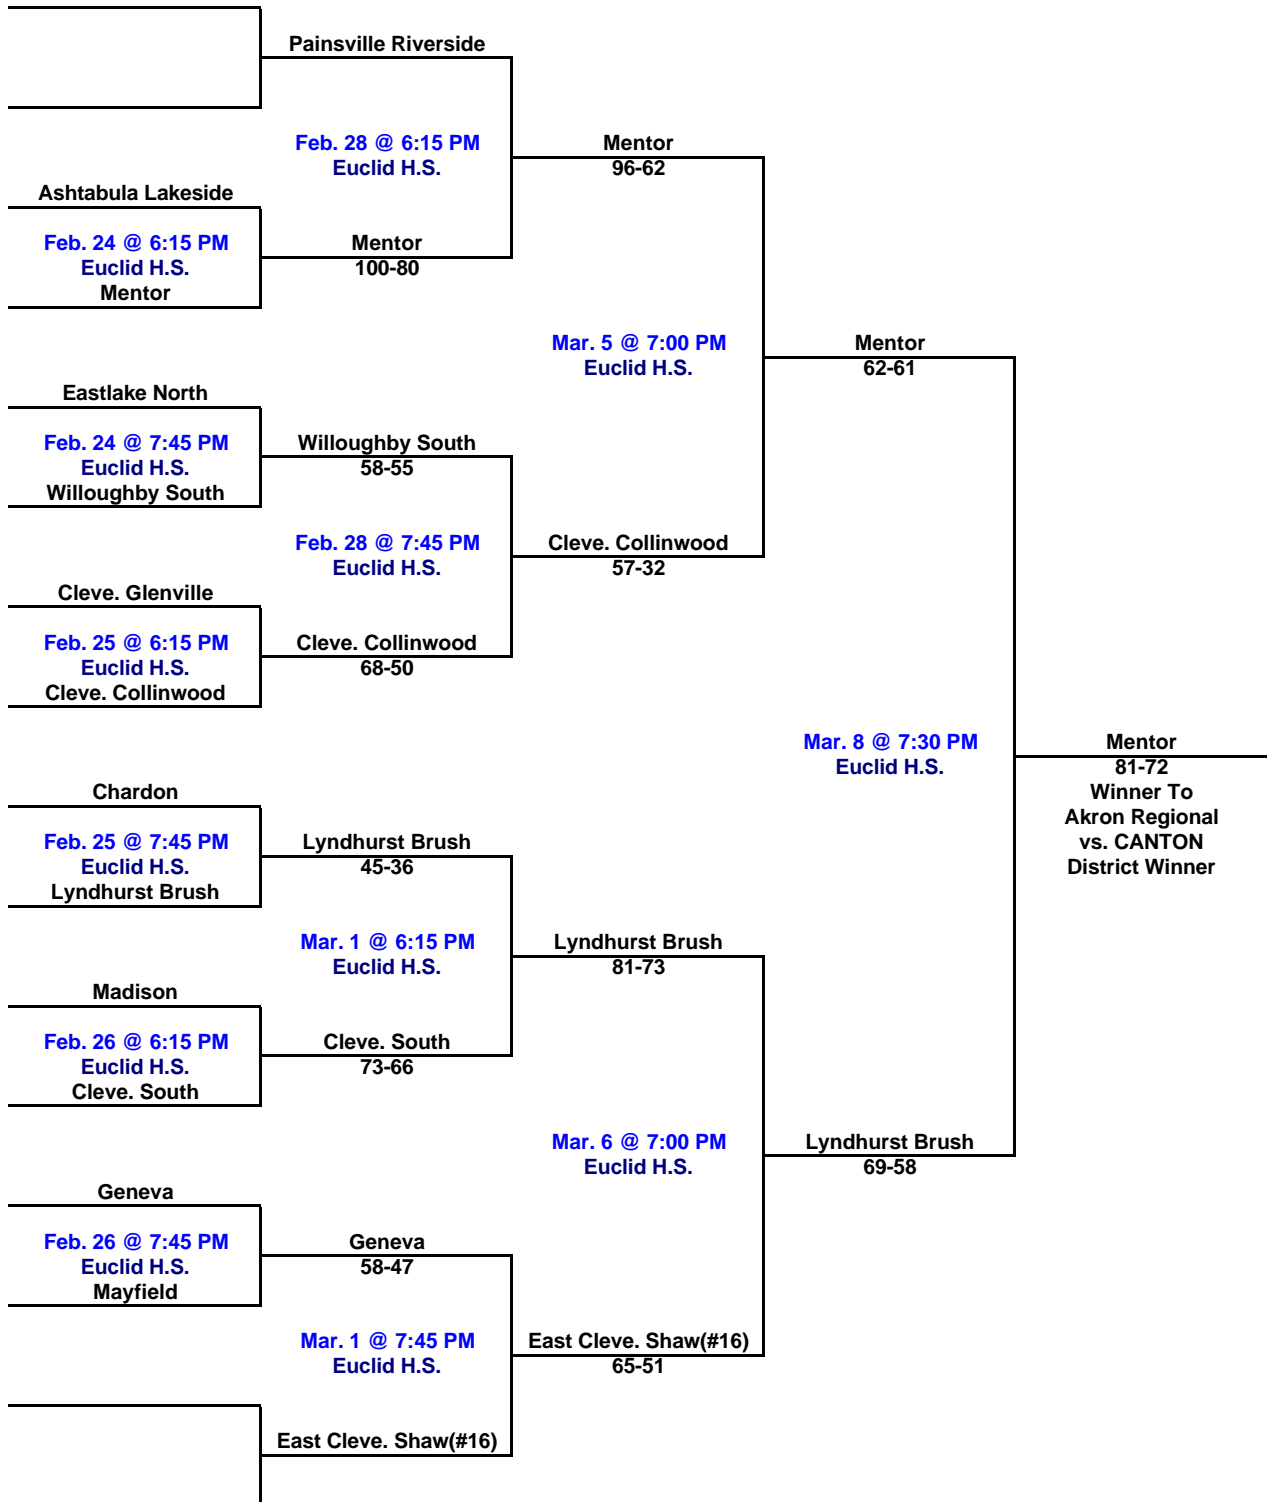 Painsville Riverside
Feb. 28 @ 6:15 PM
Euclid H.S.
Mentor
96-62
Ashtabula Lakeside
Feb. 24 @ 6:15 PM
Euclid H.S.
Mentor
Mentor
100-80
Mar. 5 @ 7:00 PM
Euclid H.S.
Mentor
62-61
Eastlake North
Feb. 24 @ 7:45 PM
Euclid H.S.
Willoughby South
Willoughby South
58-55
Feb. 28 @ 7:45 PM
Euclid H.S.
Cleve. Collinwood
57-32
Cleve. Glenville
Feb. 25 @ 6:15 PM
Euclid H.S.
Cleve. Collinwood
Cleve. Collinwood
68-50
Mar. 8 @ 7:30 PM
Euclid H.S.
Mentor
81-72
Winner To
Akron Regional
vs. CANTON
District Winner
Chardon
Feb. 25 @ 7:45 PM
Euclid H.S.
Lyndhurst Brush
Lyndhurst Brush
45-36
Mar. 1 @ 6:15 PM
Euclid H.S.
Lyndhurst Brush
81-73
Madison
Feb. 26 @ 6:15 PM
Euclid H.S.
Cleve. South
Cleve. South
73-66
Mar. 6 @ 7:00 PM
Euclid H.S.
Lyndhurst Brush
69-58
Geneva
Feb. 26 @ 7:45 PM
Euclid H.S.
Mayfield
Geneva
58-47
Mar. 1 @ 7:45 PM
Euclid H.S.
East Cleve. Shaw(#16)
65-51
East Cleve. Shaw(#16)